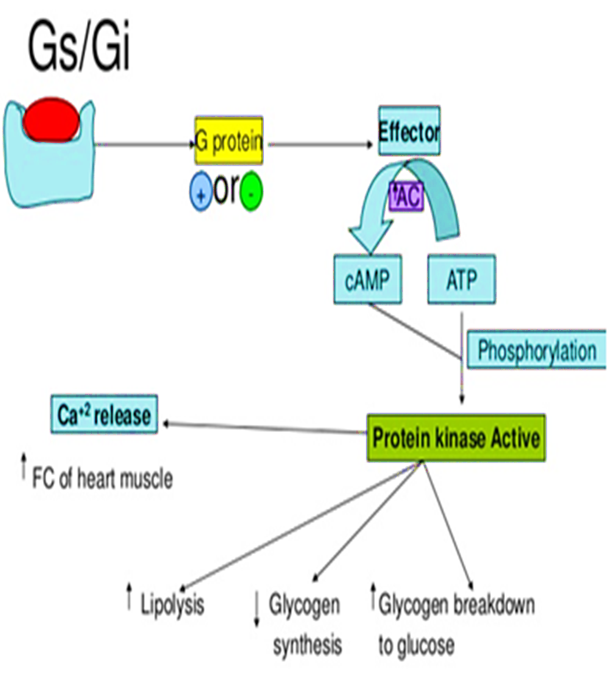 Gs/Gi
G protein
+ or -
Effector
↑AC
cAMP
ATP
Phosphorylation
Ca+2 release
Protein kinase Active
↑ FC of heart muscle
↑ Lipolysis
↓ Glycogen
synthesis
↑ Glycogen breakdown
to glucose